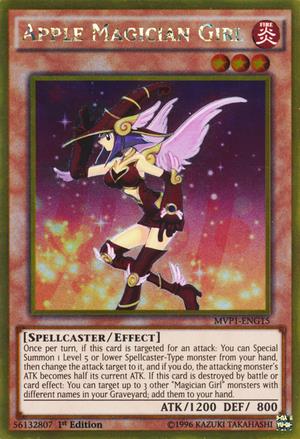 APPLE MAGICIAN GIRL
FIRE
炎
MVP1-ENG15
[SPELLCASTER/EFFECT]
Once per turn, if this card is targeted for an attack: You can Special
Summon 1 Level 5 or lower Spellcaster-Type monster from your hand,
then change the attack target to it, and if you do, the attacking monster's
ATK becomes half its current ATK. If this card is destroyed by battle or
card effect: You can target up to 3 other "Magician Girl" monsters with
different names in your Graveyard; add them to your hand.
ATK/1200 DEF/ 800
56132807 1st Edition ©1996 KAZUKI TAKAHASHI